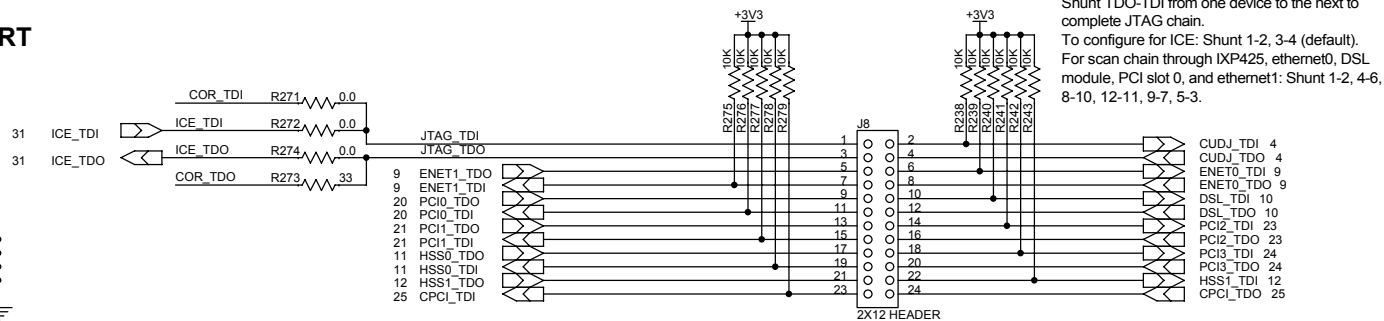 Shunt TDO-TDI from one device to the next to
complete JTAG chain.
To configure for ICE: Shunt 1-2, 3-4 (default).
For scan chain through IXP425, ethernet0, DSL
module, PCI slot 0, and ethernet1: Shunt 1-2, 4-6,
8-10, 12-11, 9-7, 5-3.
RT
+3V3
+3V3
10K
10K
10K
10K
10K
R275
R276
R277
R278
R279
10K
10K
10K
10K
10K
10K
R238
R239
R240
R241
R242
R243
COR_TDI R271 0.0
31 ICE_TDI ICE_TDI R272 0.0
31 ICE_TDO ICE_TDO R274 0.0
COR_TDO R273 33
J8
JTAG_TDI 1 2 CUDJ_TDI 4
JTAG_TDO 3 4 CUDJ_TDO 4
9 ENET1_TDO 5 6 ENET0_TDI 9
9 ENET1_TDI 7 8 ENET0_TDO 9
20 PCI0_TDO 9 10 DSL_TDI 10
20 PCI0_TDI 11 12 DSL_TDO 10
21 PCI1_TDO 13 14 PCI2_TDI 23
21 PCI1_TDI 15 16 PCI2_TDO 23
11 HSS0_TDO 17 18 PCI3_TDI 24
11 HSS0_TDI 19 20 PCI3_TDO 24
12 HSS1_TDO 21 22 HSS1_TDI 12
25 CPCI_TDI 23 24 CPCI_TDO 25
2X12 HEADER